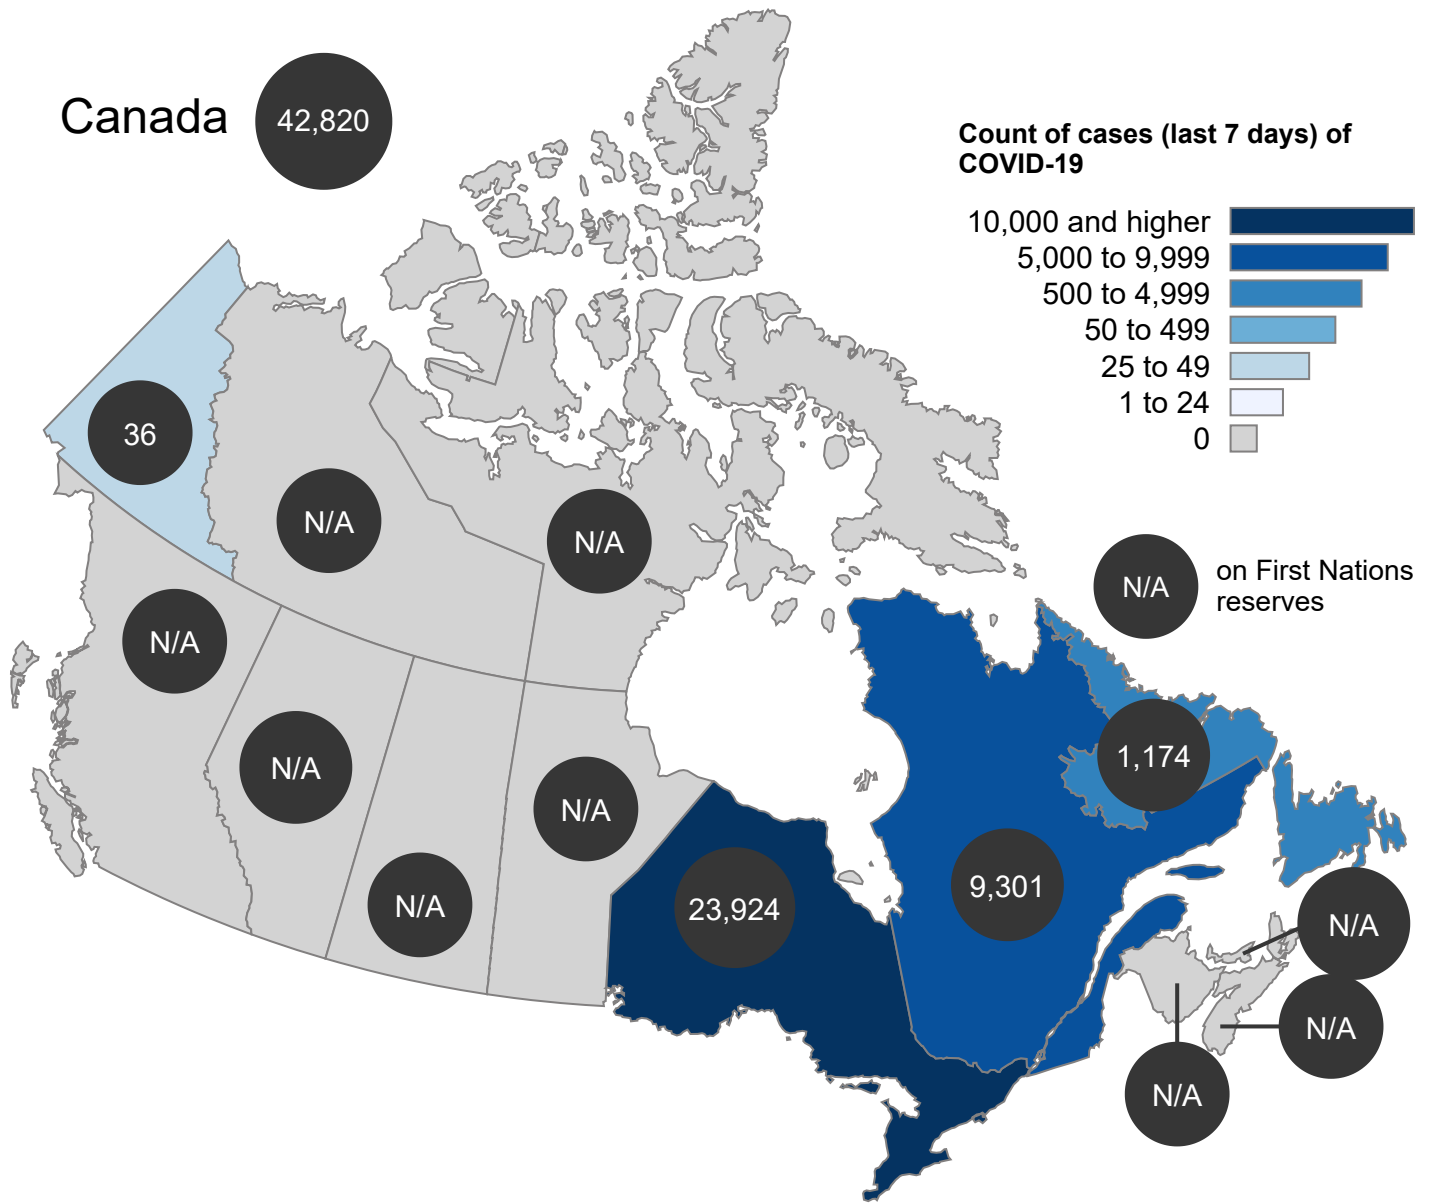 Canada
42,820
Count of cases (last 7 days) of
COVID-19
10,000 and higher
5,000 to 9,999
500 to 4,999
50 to 499
25 to 49
1 to 24
0
36
N/A
N/A
N/A
on First Nations
reserves
N/A
N/A
N/A
N/A
1,174
23,924
9,301
N/A
N/A
N/A